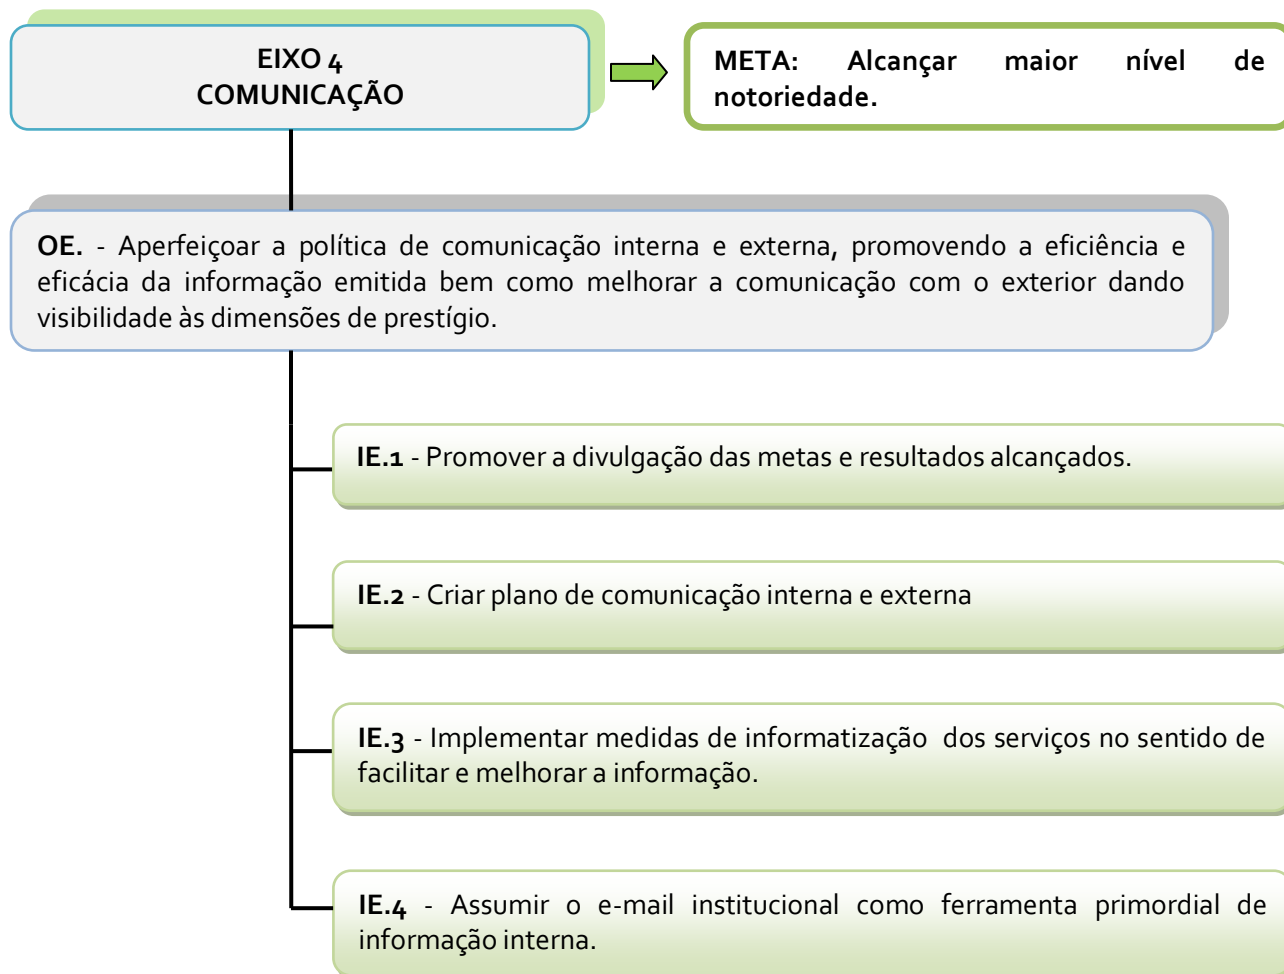 EIXO 4
COMUNICAÇÃO
META: Alcançar maior nível de
notoriedade.
OE. - Aperfeiçoar a política de comunicação interna e externa, promovendo a eficiência e
eficácia da informação emitida bem como melhorar a comunicação com o exterior dando
visibilidade às dimensões de prestígio.
IE.1 - Promover a divulgação das metas e resultados alcançados.
IE.2 - Criar plano de comunicação interna e externa
IE.3 - Implementar medidas de informatização dos serviços no sentido de
facilitar e melhorar a informação.
IE.4 - Assumir o e-mail institucional como ferramenta primordial de
informação interna.